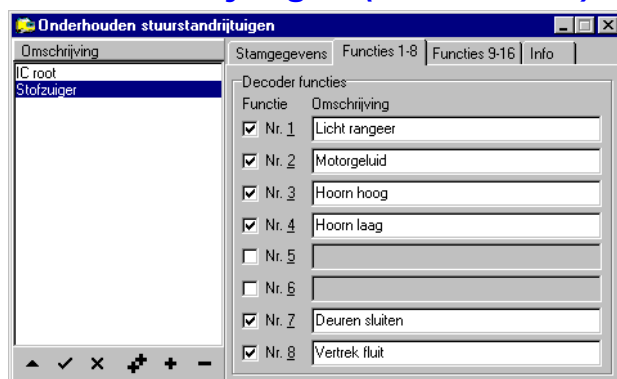 Onderhouden stuurstandrijtuigen
Omschrijving
IC root
Stofzuiger
Stamgegevens Functies 1-8 Functies 9-16 Info
Decoder functies
Functie Omschrijving
Nr. 1 Licht rangeer
Nr. 2 Motorgeluid
Nr. 3 Hoorn hoog
Nr. 4 Hoorn laag
Nr. 5
Nr. 6
Nr. 7 Deuren sluiten
Nr. 8 Vertrek fluit